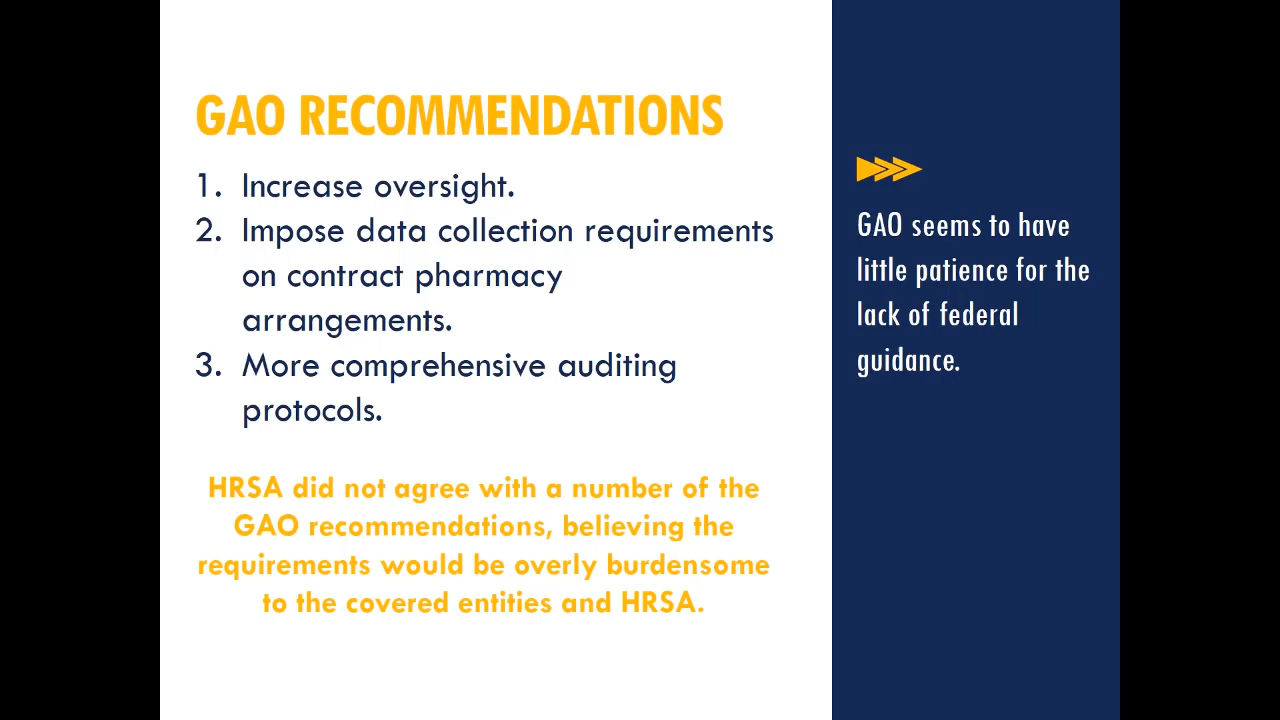 GAO RECOMMENDATIONS
1. Increase oversight.
2. Impose data collection requirements
on contract pharmacy
arrangements.
3. More comprehensive auditing
protocols.
HRSA did not agree with a number of the
GAO recommendations, believing the
requirements would be overly burdensome
to the covered entities and HRSA.
GAO seems to have
little patience for the
lack of federal
guidance.